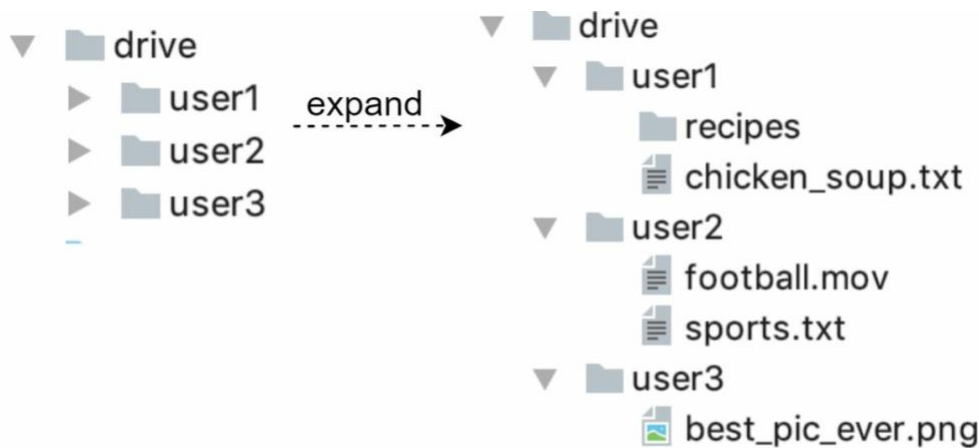 drive
user1
user2
user3
expand
drive
user1
recipes
chicken_soup.txt
user2
football.mov
sports.txt
user3
best_pic_ever.png